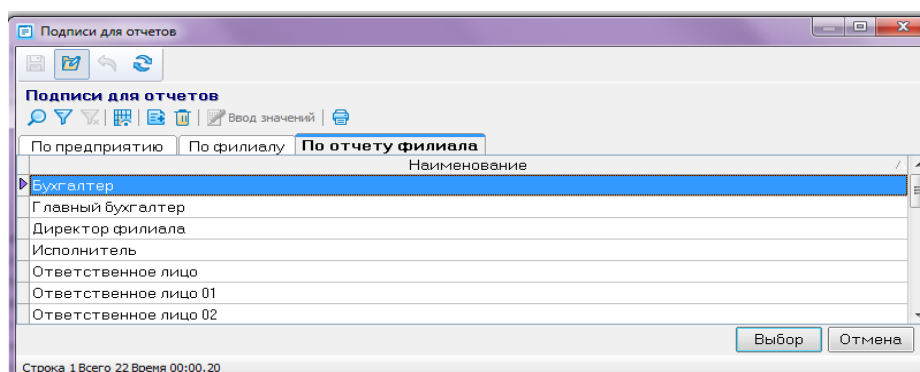 Подписи для отчетов
Подписи для отчетов
Ввод значений
По предприятию По филиалу По отчету филиала
Наименование
Бухгалтер
Главный бухгалтер
Директор филиала
Исполнитель
Ответственное лицо
Ответственное лицо 01
Ответственное лицо 02
Выбор Отмена
Строка 1 Всего 22 Время 00:00.20